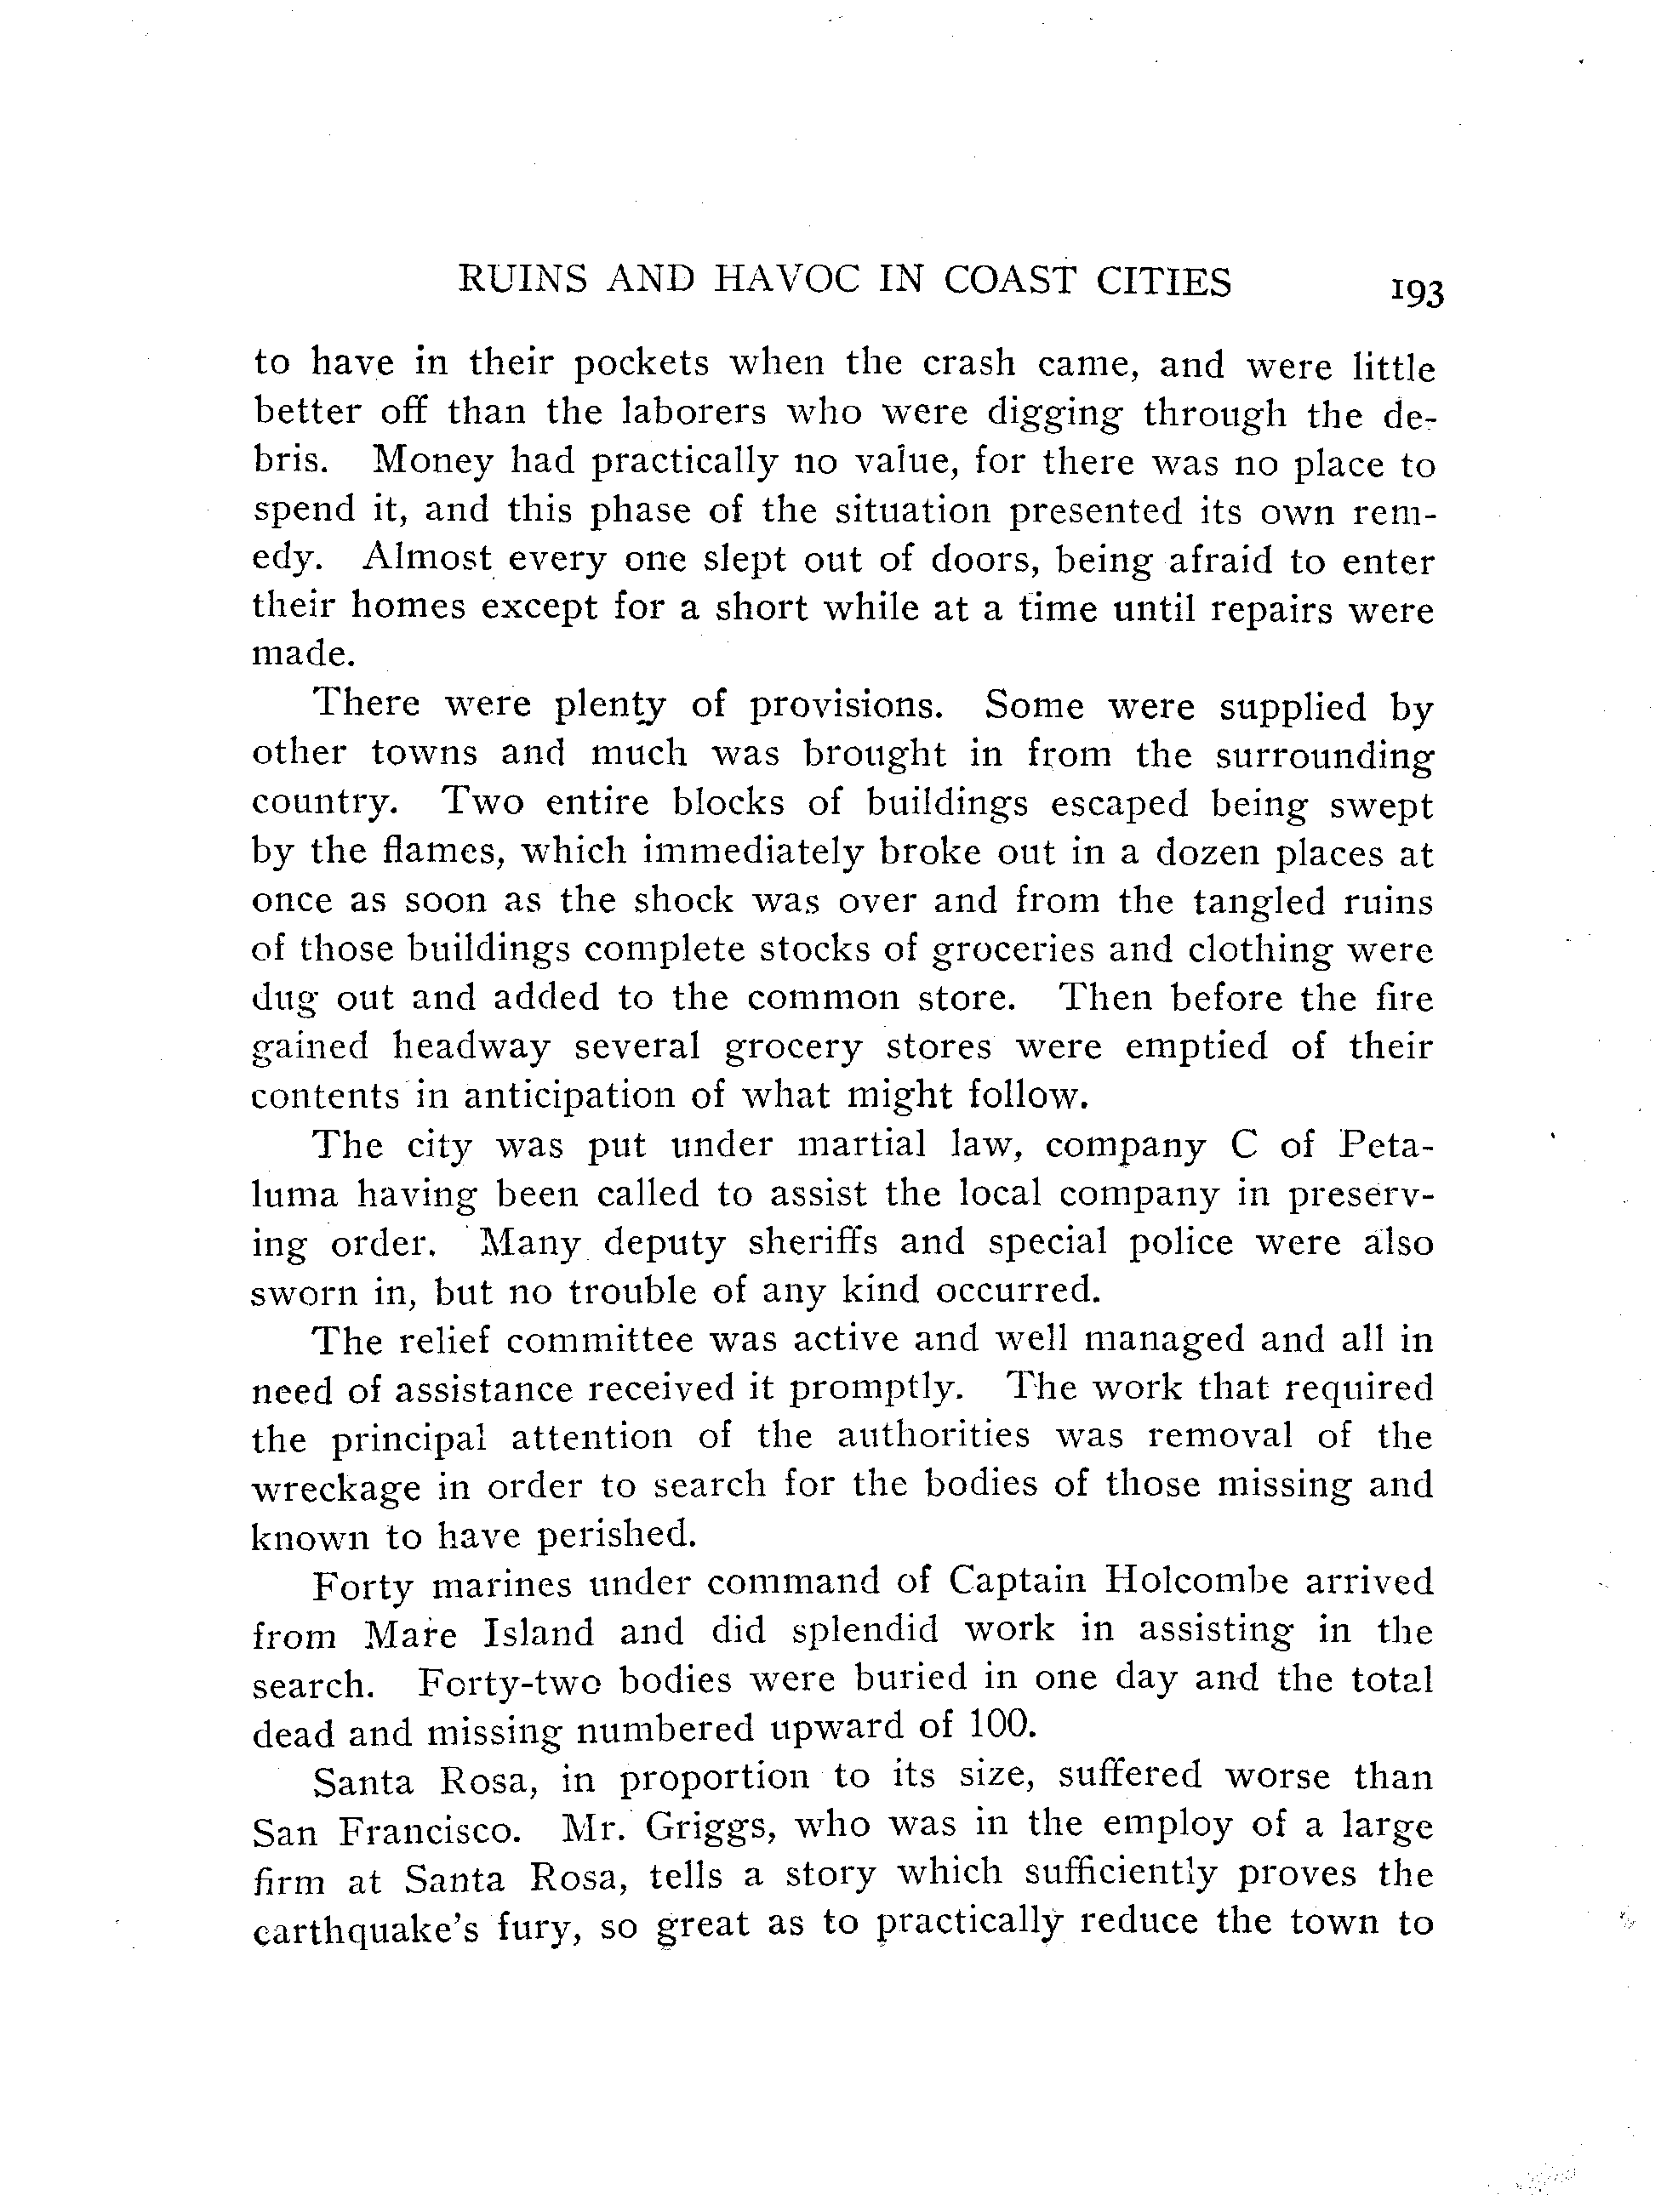 RUINS AND HAVOC IN COAST CITIES 193
to have in their pockets when the crash came, and were little
better off than the laborers who were digging through the de-
bris. Money had practically no value, for there was no place to
spend it, and this phase of the situation presented its own rem-
edy. Almost every one slept out of doors, being afraid to enter
their homes except for a short while at a time until repairs were
made.
There were plenty of provisions. Some were supplied by
other towns and much was brought in from the surrounding
country. Two entire blocks of buildings escaped being swept
by the flames, which immediately broke out in a dozen places at
once as soon as the shock was over and from the tangled ruins
of those buildings complete stocks of groceries and clothing were
dug out and added to the common store. Then before the fire
gained headway several grocery stores were emptied of their
contents in anticipation of what might follow.
The city was put under martial law, company C of Peta-
luma having been called to assist the local company in preserv-
ing order. Many deputy sheriffs and special police were also
sworn in, but no trouble of any kind occurred.
The relief committee was active and well managed and all in
need of assistance received it promptly. The work that required
the principal attention of the authorities was removal of the
wreckage in order to search for the bodies of those missing and
known to have perished.
Forty marines under command of Captain Holcombe arrived
from Mare Island and did splendid work in assisting in the
search. Forty-two bodies were buried in one day and the total
dead and missing numbered upward of 100.
Santa Rosa, in proportion to its size, suffered worse than
San Francisco. Mr. Griggs, who was in the employ of a large
firm at Santa Rosa, tells a story which sufficiently proves the
earthquake's fury, so great as to practically reduce the town to